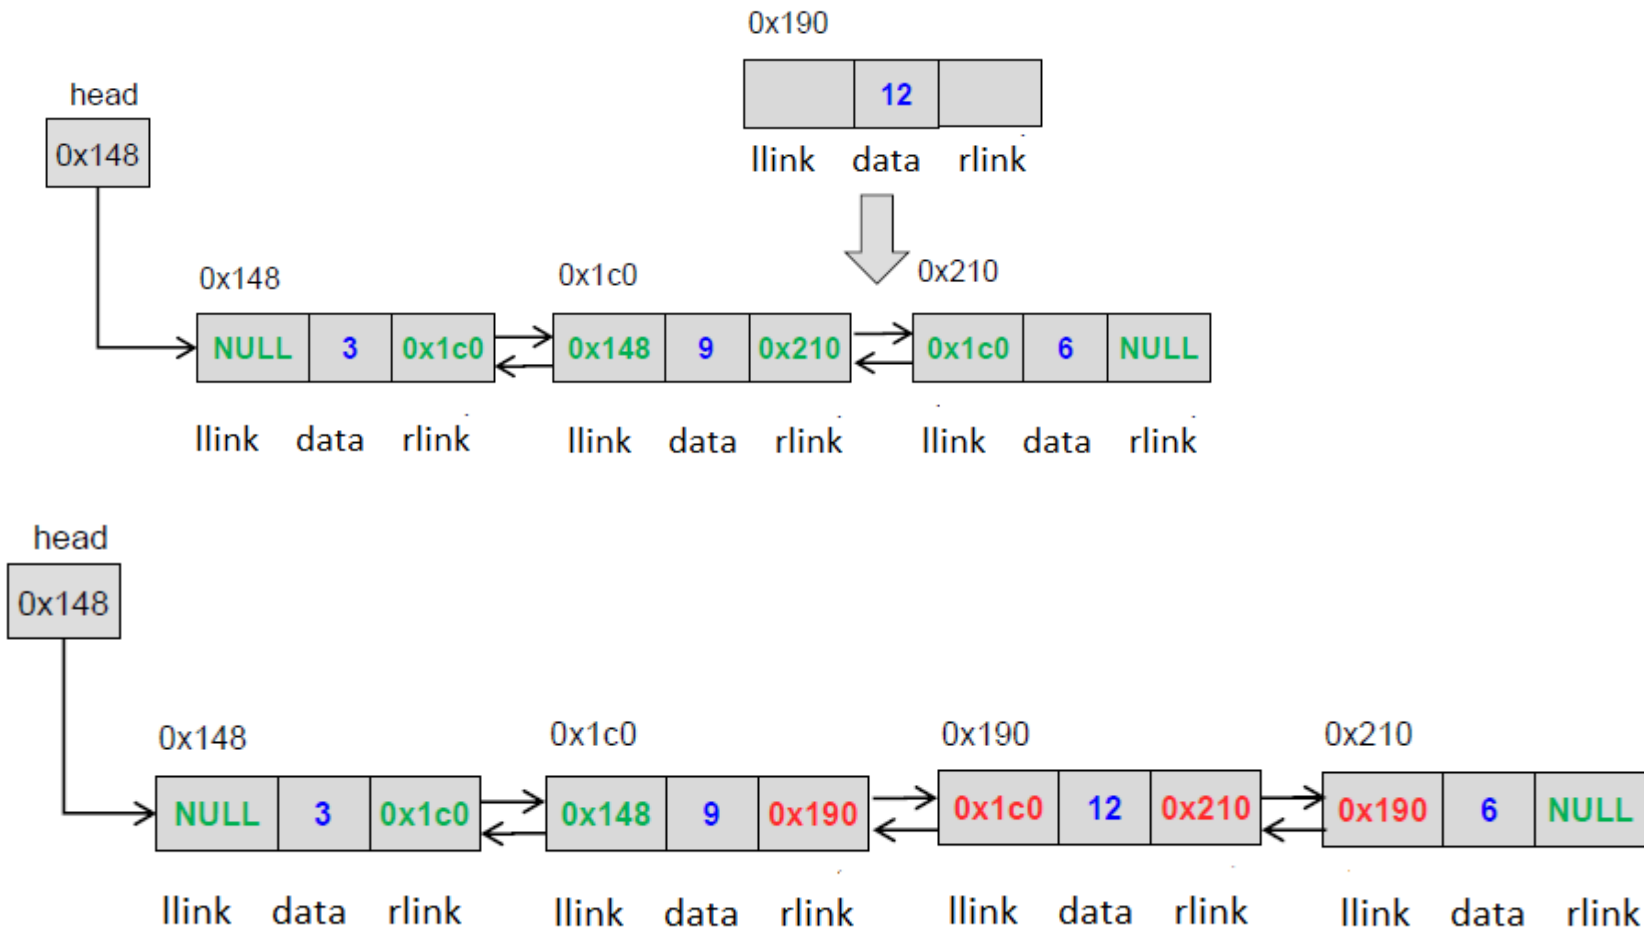 0x190
12
llink data rlink
head
0x148
0x148 0x1c0 0x210
NULL 3 0x1c0 0x148 9 0x210 0x1c0 6 NULL
llink data rlink llink data rlink llink data rlink
head
0x148
0x148 0x1c0 0x190 0x210
NULL 3 0x1c0 0x148 9 0x190 0x1c0 12 0x210 0x190 6 NULL
llink data rlink llink data rlink llink data rlink llink data rlink